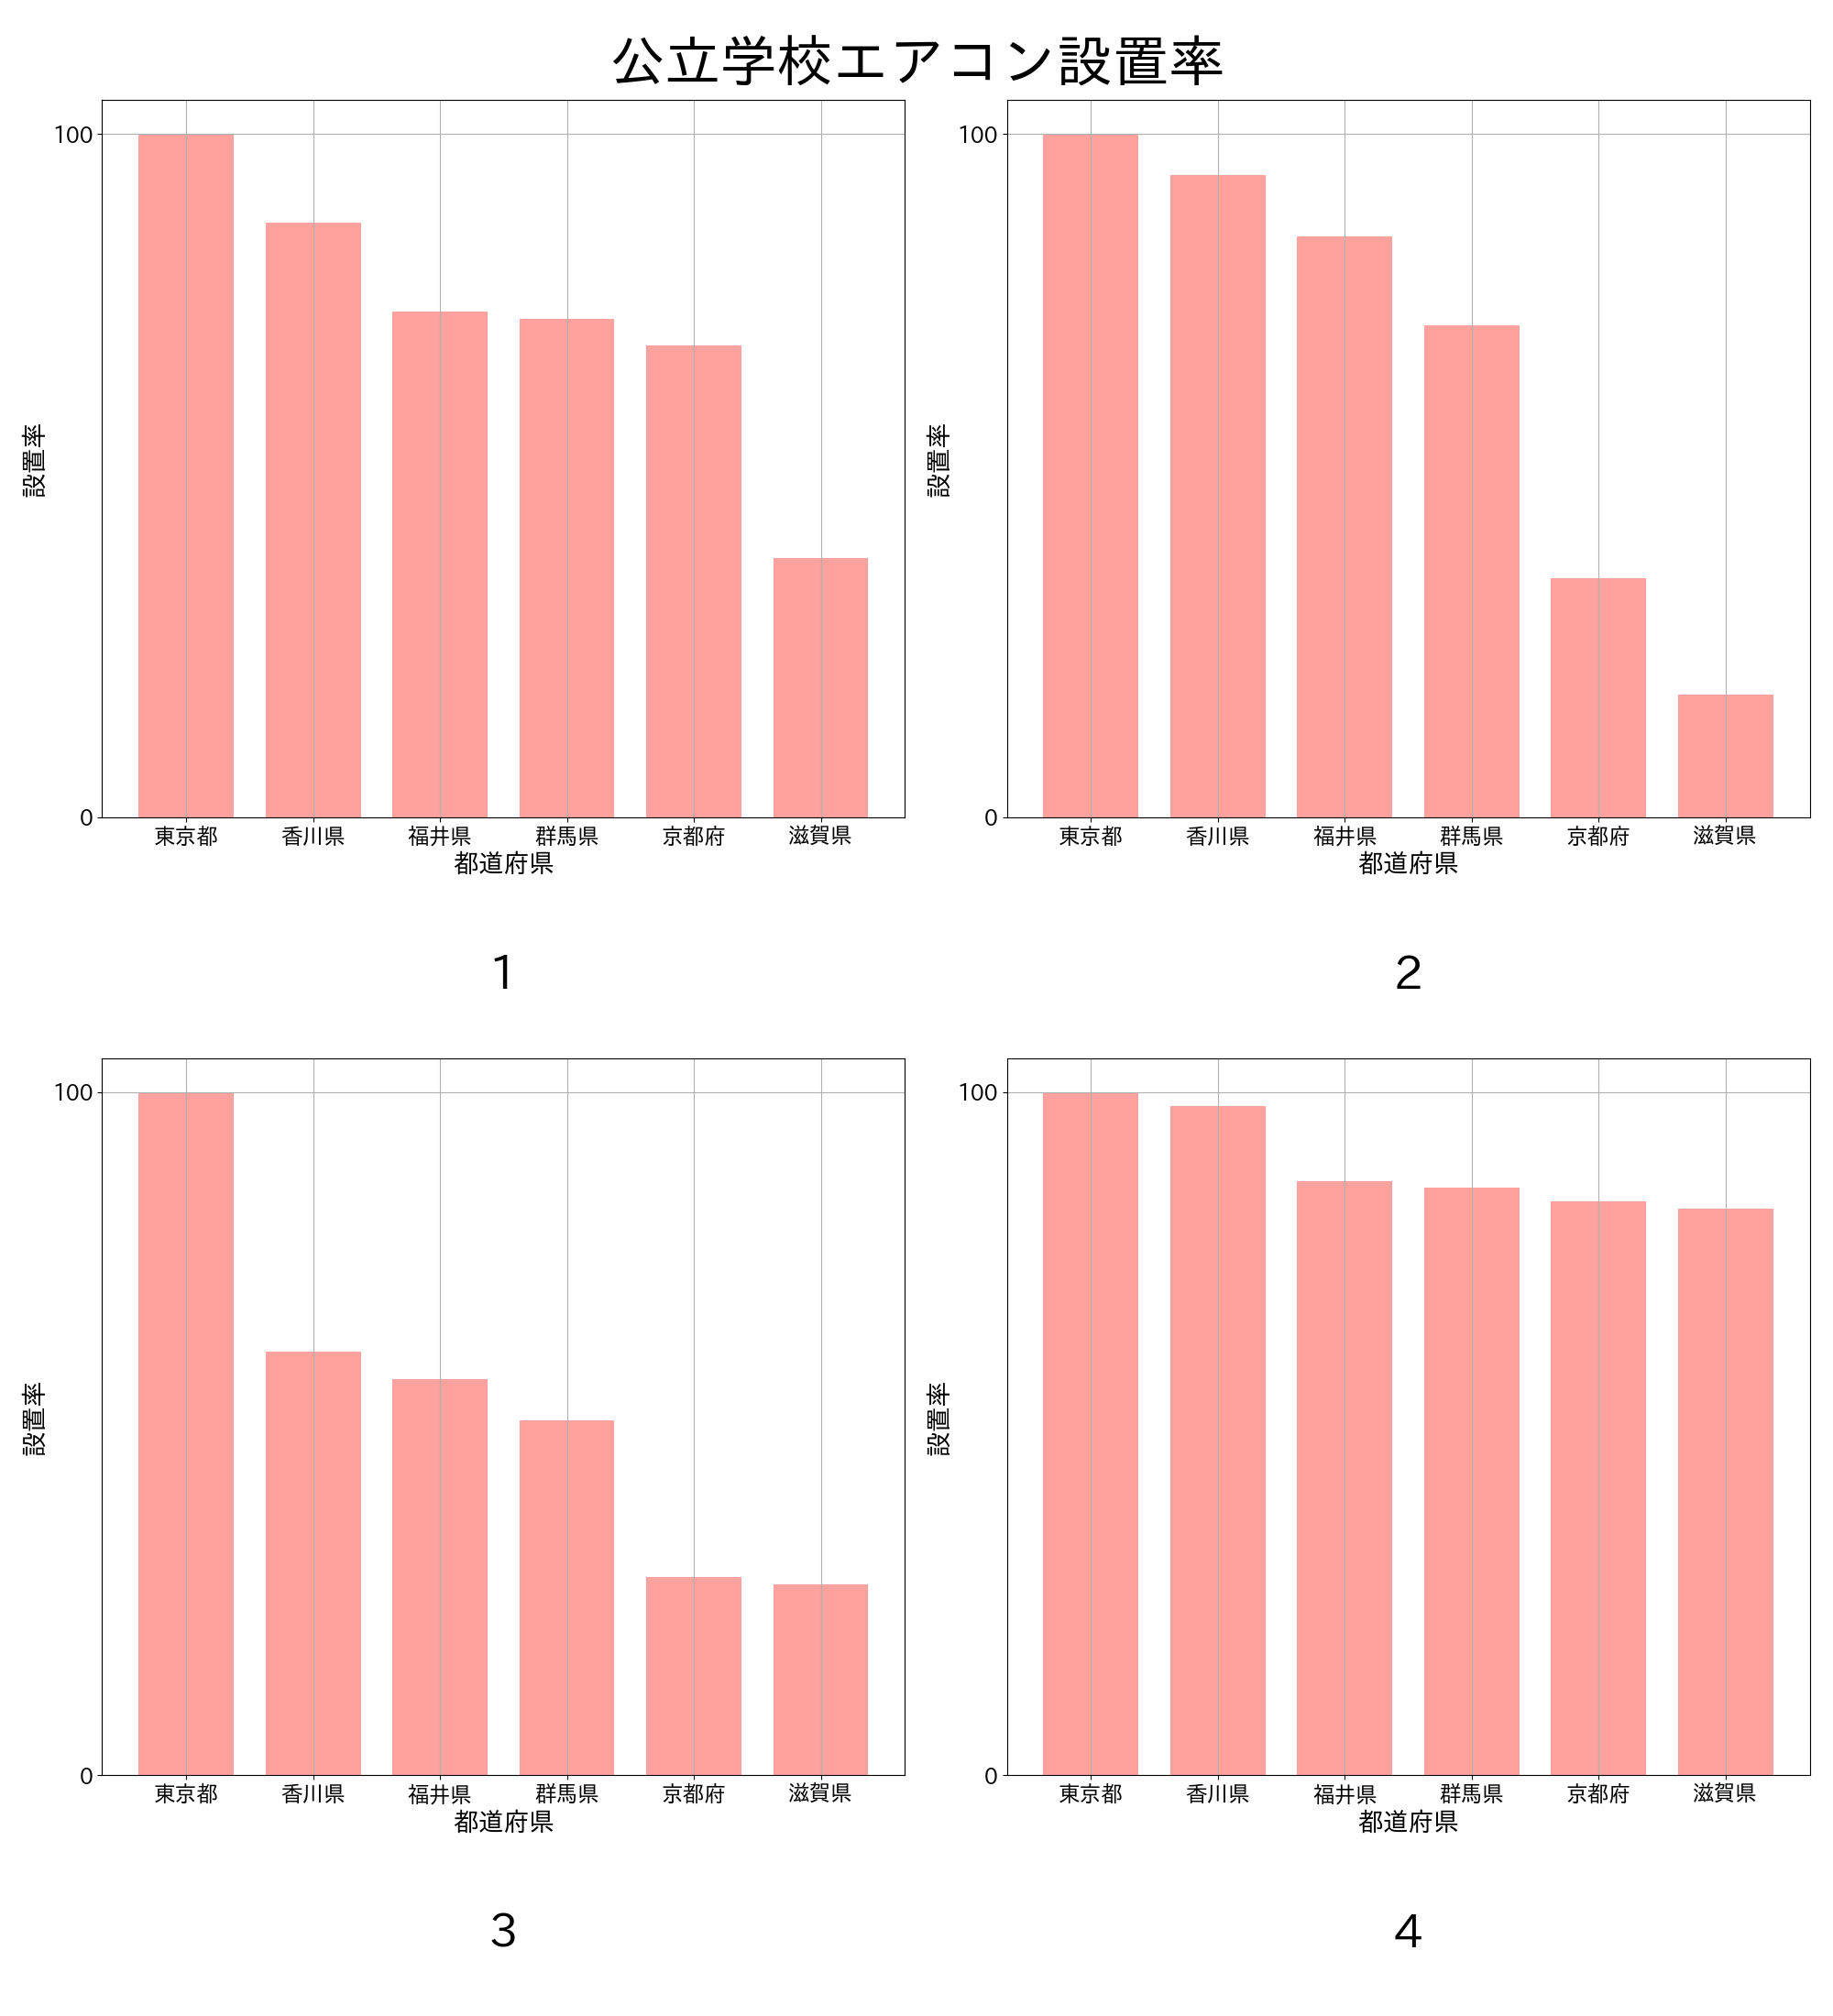 公立学校エアコン設置率
100
0
設置率
東京都 香川県 福井県 群馬県 京都府 滋賀県
都道府県
1
100
0
設置率
東京都 香川県 福井県 群馬県 京都府 滋賀県
都道府県
2
100
0
設置率
東京都 香川県 福井県 群馬県 京都府 滋賀県
都道府県
3
100
0
設置率
東京都 香川県 福井県 群馬県 京都府 滋賀県
都道府県
4